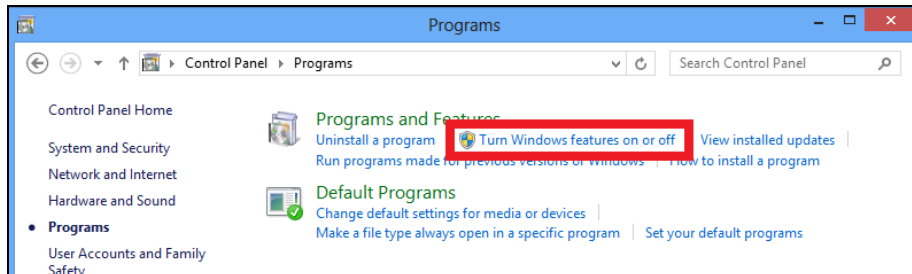 Programs
Control Panel Programs Search Control Panel
Control Panel Home
System and Security
Network and Internet
Hardware and Sound
Programs
User Accounts and Family
Safety
Programs and Features
Uninstall a program Turn Windows features on or off View installed updates
Run programs made for previous versions of Windows How to install a program
Default Programs
Change default settings for media or devices
Make a file type always open in a specific program Set your default programs